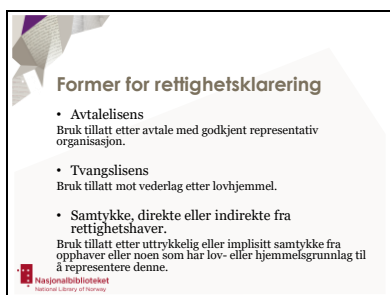 Former for rettighetsklarering
• Avtalelisens
Bruk tillatt etter avtale med godkjent representativ
organisasjon.
• Tvangslisens
Bruk tillatt mot vederlag etter lovhjemmel.
• Samtykke, direkte eller indirekte fra
rettighetshaver.
Bruk tillatt etter uttrykkelig eller implisitt samtykke fra
opphaver eller noen som har lov- eller hjemmelsgrunnlag til
å representere denne.
Nasjonalbiblioteket
National Library of Norway